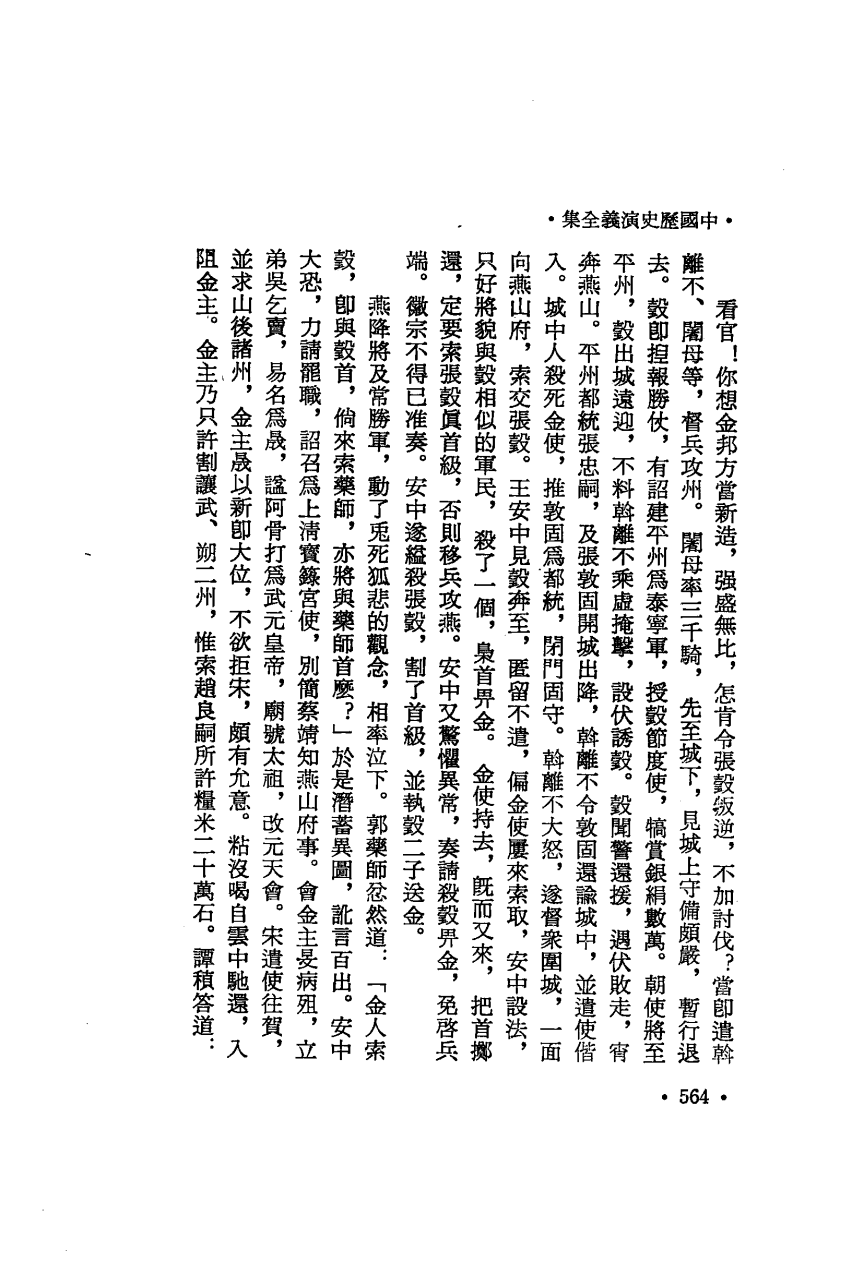 •中國歷史演義全集•
看官！你想金邦方當新造，强盛無比，怎肯令張瑴叛逆，不加討伐？當卽遣斡
離不、闍母等，督兵攻州。闍母率三千騎，先至城下，見城上守備頗嚴，暫行退
去。瑴卽揑報勝仗，有詔建平州爲泰寧軍，授瑴節度使，犒賞銀絹數萬。朝使將至
平州，瑴出城遠迎，不料斡離不乘虛掩擊，設伏誘瑴。瑴聞警還援，遇伏敗走，宵
奔燕山。平州都統張忠嗣，及張敦固開城出降，斡離不令敦固還諭城中，並遣使偕
入。城中人殺死金使，推敦固爲都統，閉門固守。斡離不大怒，遂督衆圍城，一面
向燕山府，索交張瑴。王安中見瑴奔至，匿留不遣，偏金使屢來索取，安中設法，
只好將貌與瑴相似的軍民，殺了一個，梟首畀金。金使持去，旣而又來，把首擲
還，定要索張瑴眞首級，否則移兵攻燕。安中又驚懼異常，奏請殺瑴畀金，免啓兵
端。徽宗不得已准奏。安中遂縊殺張瑴，割了首級，並執瑴二子送金。
燕降將及常勝軍，動了兎死狐悲的觀念，相率泣下。郭藥師忿然道：「金人索
瑴，卽與瑴首，倘來索藥師，亦將與藥師首麼？」於是潛蓄異圖，訛言百出。安中
大恐，力請罷職，詔召爲上淸寶籙宮使，別簡蔡靖知燕山府事。會金主旻病殂，立
弟吳乞賣，易名爲晟，諡阿骨打爲武元皇帝，廟號太祖，改元天會。宋遣使往賀，
並求山後諸州，金主晟以新卽大位，不欲拒宋，頗有允意。粘沒喝自雲中馳還，入
阻金主。金主乃只許割讓武、朔二州，惟索趙良嗣所許糧米二十萬石。譚稹答道：
•564•